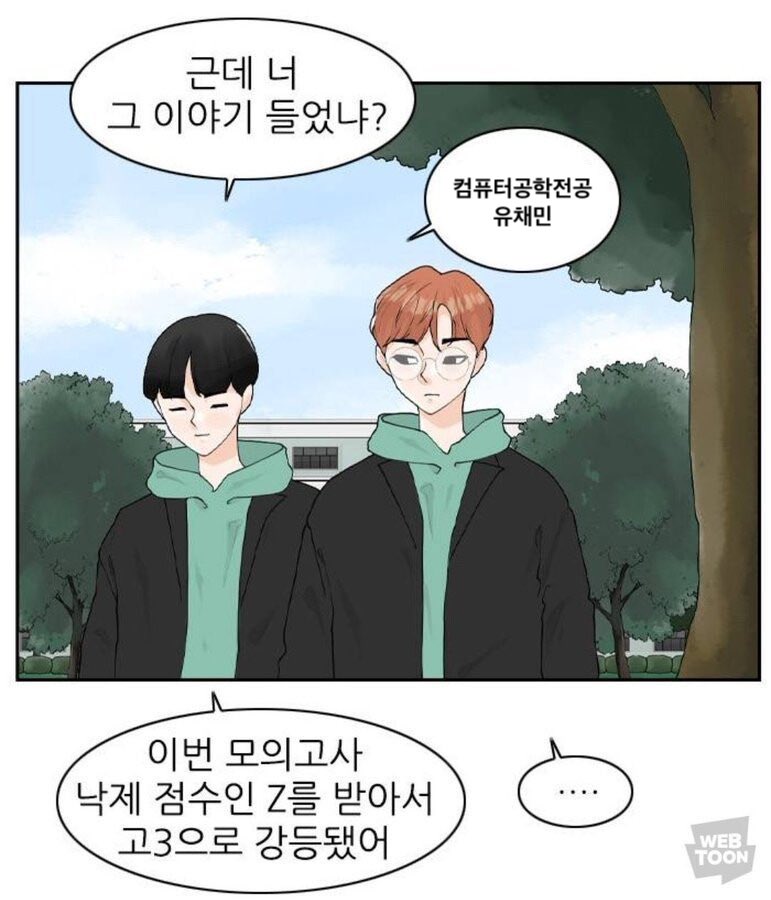 근데 너
그 이야기 들었냐?
컴퓨터공학전공
유채민
이번 모의고사
낙제 점수인 Z를 받아서
고3으로 강등됐어
....
WEB
TOON